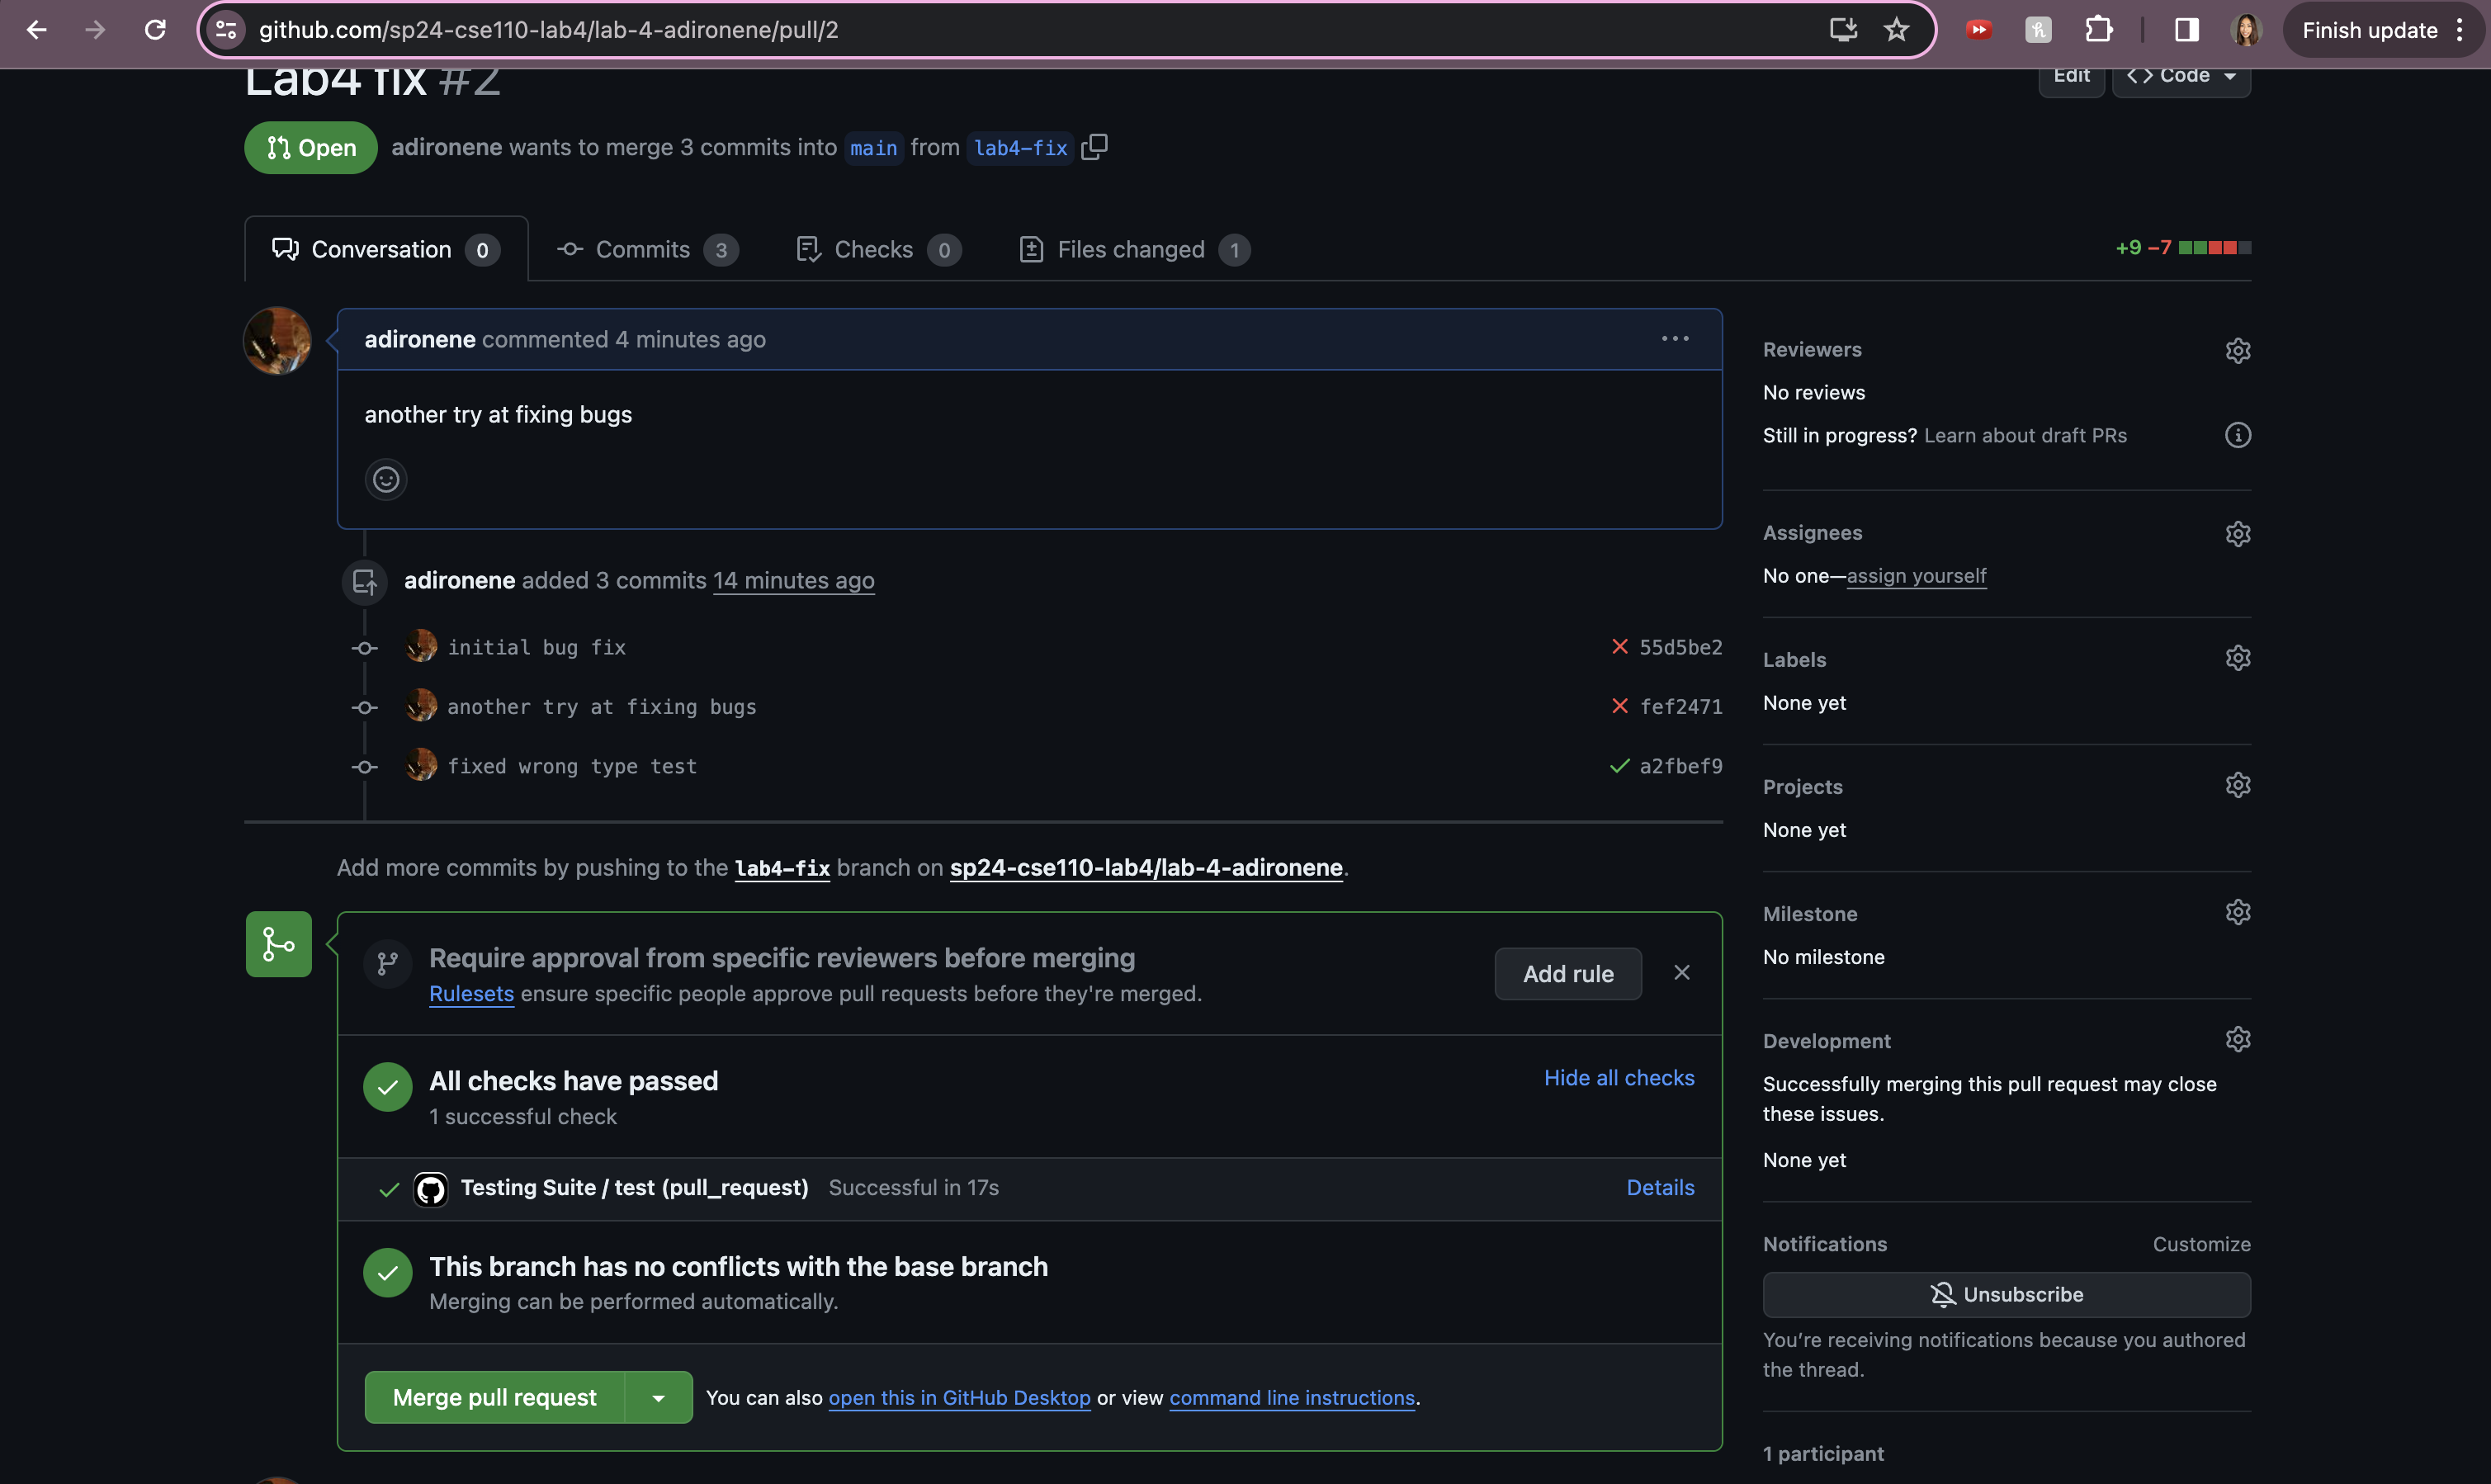 github.com/sp24-cse110-lab4/lab-4-adironene/pull/2
Finish update
Lab4 fix #2
Edit
Code
Open
adironene wants to merge 3 commits into main from lab4-fix
Conversation 0
Commits 3
Checks 0
Files changed 1
+9 −7
adironene commented 4 minutes ago
another try at fixing bugs
adironene added 3 commits 14 minutes ago
initial bug fix 55d5be2
another try at fixing bugs fef2471
fixed wrong type test a2fbef9
Add more commits by pushing to the lab4-fix branch on sp24-cse110-lab4/lab-4-adironene.
Require approval from specific reviewers before merging
Rulesets ensure specific people approve pull requests before they're merged.
Add rule
All checks have passed
1 successful check
Hide all checks
Testing Suite / test (pull_request) Successful in 17s
Details
This branch has no conflicts with the base branch
Merging can be performed automatically.
Merge pull request
You can also open this in GitHub Desktop or view command line instructions.
Reviewers
No reviews
Still in progress? Learn about draft PRs
Assignees
No one—assign yourself
Labels
None yet
Projects
None yet
Milestone
No milestone
Development
Successfully merging this pull request may close
these issues.
None yet
Notifications
Customize
Unsubscribe
You’re receiving notifications because you authored
the thread.
1 participant